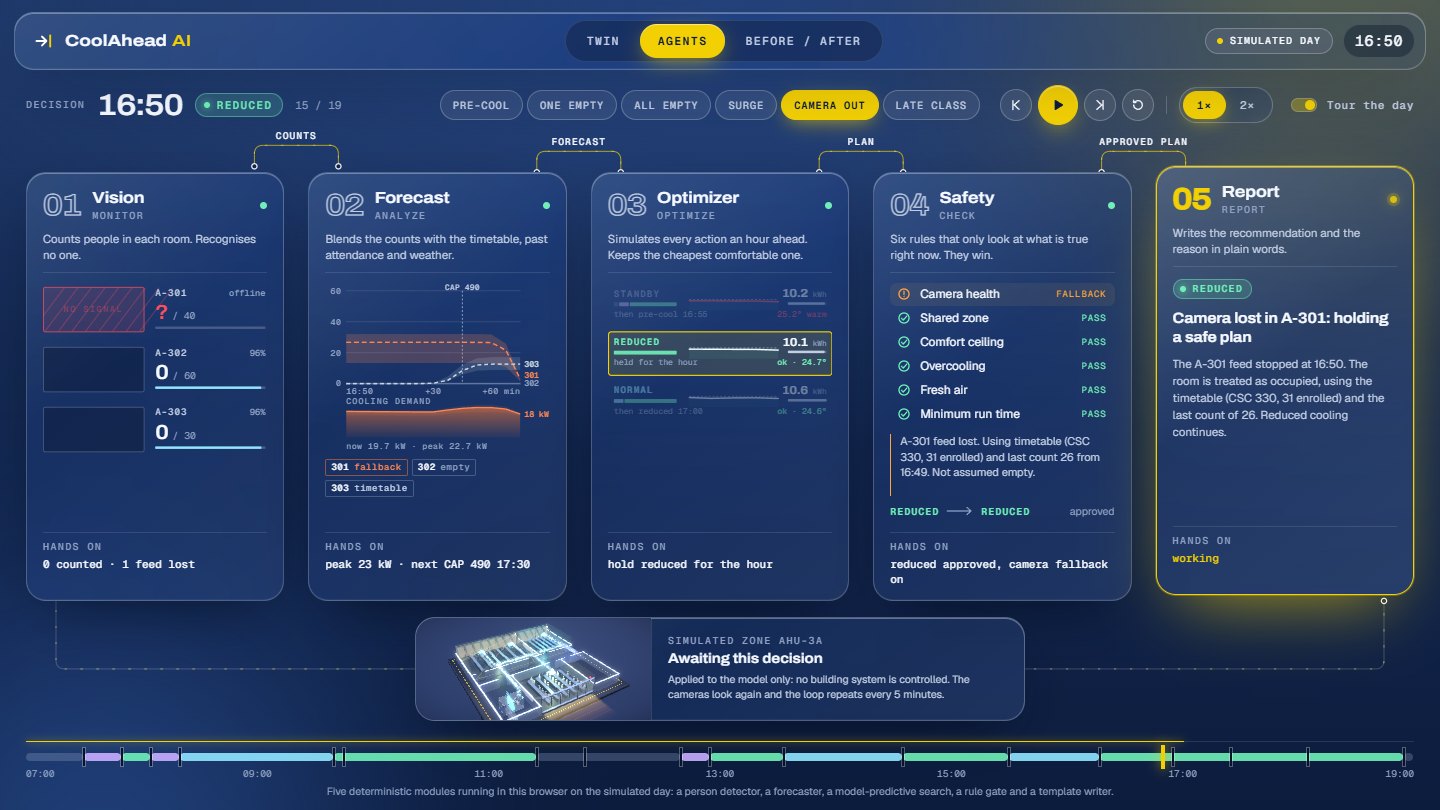 CoolAhead AI
TWIN
AGENTS
BEFORE / AFTER
SIMULATED DAY
16:50
DECISION
16:50
REDUCED
15 / 19
PRE-COOL
ONE EMPTY
ALL EMPTY
SURGE
CAMERA OUT
LATE CLASS
1×
2×
Tour the day
COUNTS
FORECAST
PLAN
APPROVED PLAN
01
Vision
MONITOR
Counts people in each room. Recognises
no one.
NO SIGNAL
A-301
offline
? / 40
A-302
96%
0 / 60
A-303
96%
0 / 30
HANDS ON
0 counted · 1 feed lost
02
Forecast
ANALYZE
Blends the counts with the timetable, past
attendance and weather.
CAP 490
60
40
20
0
303
301
302
16:50
+30
+60 min
COOLING DEMAND
18 kW
now 19.7 kW · peak 22.7 kW
301 fallback
302 empty
303 timetable
HANDS ON
peak 23 kW · next CAP 490 17:30
03
Optimizer
OPTIMIZE
Simulates every action an hour ahead.
Keeps the cheapest comfortable one.
STANDBY
10.2 kWh
then pre-cool 16:55
25.2° warm
REDUCED
10.1 kWh
held for the hour
ok · 24.7°
NORMAL
10.6 kWh
then reduced 17:00
ok · 24.6°
HANDS ON
hold reduced for the hour
04
Safety
CHECK
Six rules that only look at what is true
right now. They win.
Camera health
FALLBACK
Shared zone
PASS
Comfort ceiling
PASS
Overcooling
PASS
Fresh air
PASS
Minimum run time
PASS
A-301 feed lost. Using timetable (CSC
330, 31 enrolled) and last count 26 from
16:49. Not assumed empty.
REDUCED
REDUCED
approved
HANDS ON
reduced approved, camera fallback
on
05
Report
REPORT
Writes the recommendation and the
reason in plain words.
REDUCED
Camera lost in A-301: holding
a safe plan
The A-301 feed stopped at 16:50. The
room is treated as occupied, using the
timetable (CSC 330, 31 enrolled) and the
last count of 26. Reduced cooling
continues.
HANDS ON
working
SIMULATED ZONE AHU-3A
Awaiting this decision
Applied to the model only: no building system is controlled. The
cameras look again and the loop repeats every 5 minutes.
07:00
09:00
11:00
13:00
15:00
17:00
19:00
Five deterministic modules running in this browser on the simulated day: a person detector, a forecaster, a model-predictive search, a rule gate and a template writer.